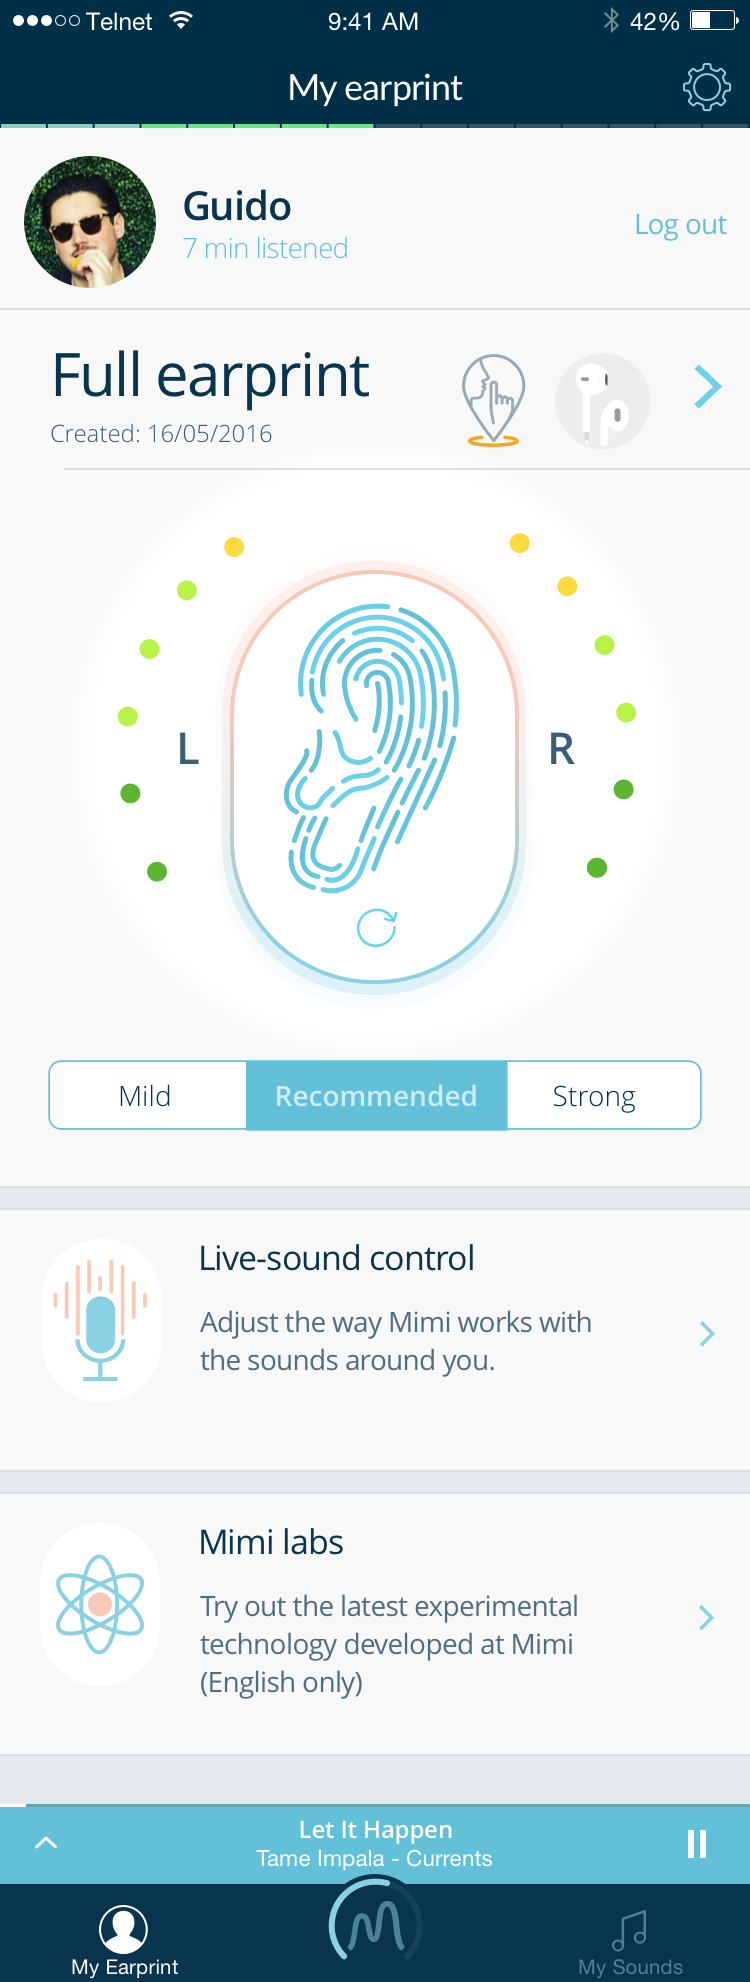 Telnet 9:41 AM 42%
My earprint
Guido
7 min listened
Log out
Full earprint
Created: 16/05/2016
L R
Mild Recommended Strong
Live-sound control
Adjust the way Mimi works with
the sounds around you.
Mimi labs
Try out the latest experimental
technology developed at Mimi
(English only)
Let It Happen
Tame Impala - Currents
My Earprint My Sounds